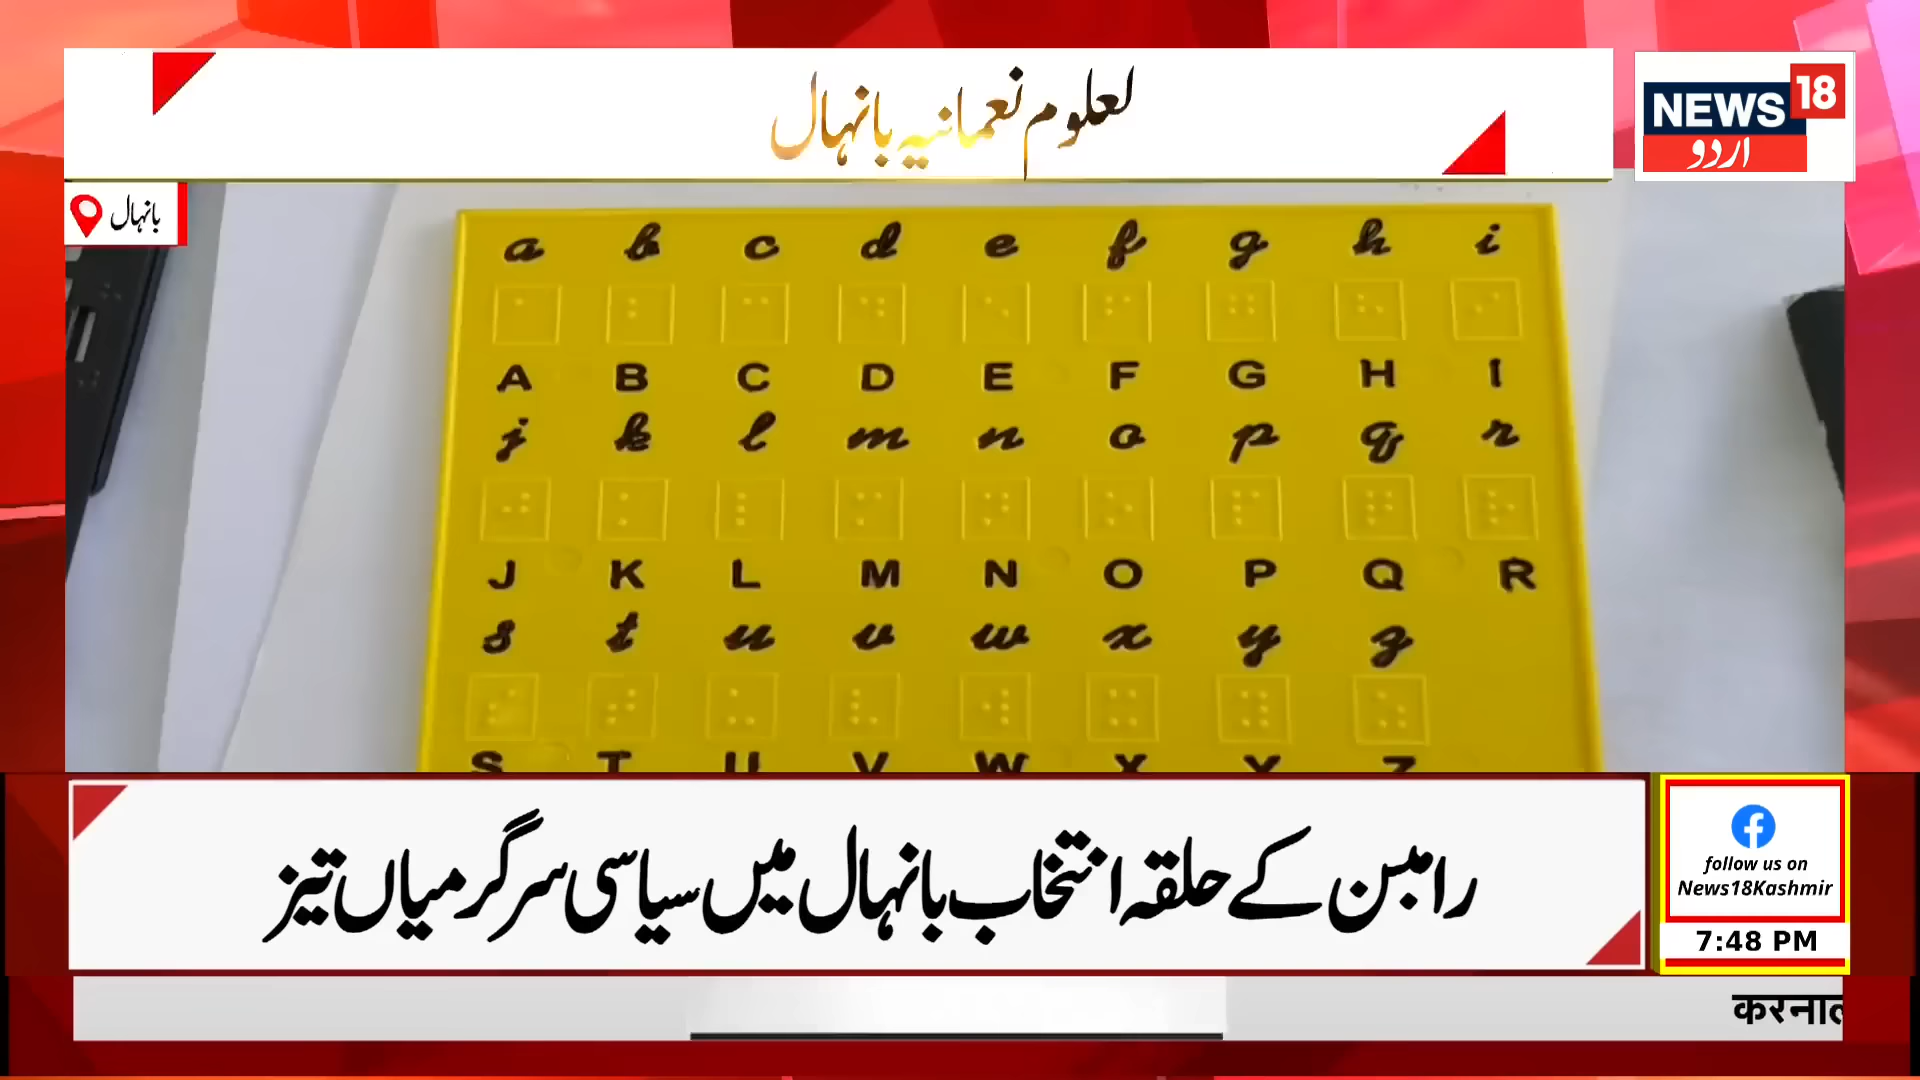 لعلوم نعمانیہ بانہال
NEWS 18
اردو
بانہال
a b c d e f g h i
A B C D E F G H I
j k l m n o p q r
J K L M N O P Q R
s t u v w x y z
S T U V W X Y Z
رامبن کے حلقہ انتخاب بانہال میں سیاسی سرگرمیاں تیز
follow us on
News18Kashmir
7:48 PM
करनाल